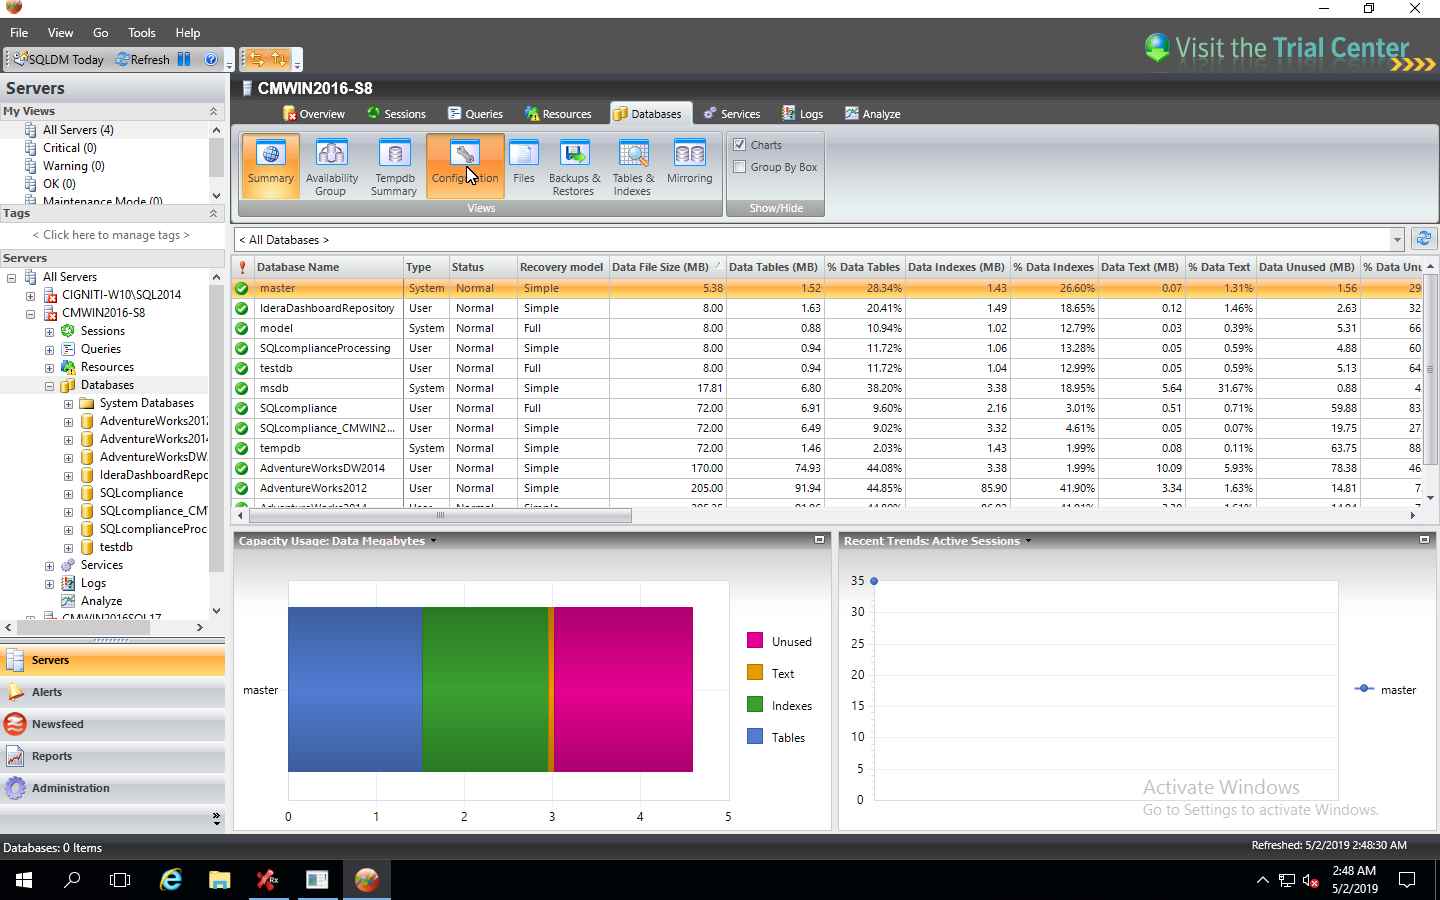 File View Go Tools Help
SQLDM Today Refresh
Visit the Trial Center
Servers
My Views
All Servers (4)
Critical (0)
Warning (0)
OK (0)
Maintenance Mode (0)
Tags
< Click here to manage tags >
Servers
All Servers
CIGNITI-W10\SQL2014
CMWIN2016-S8
Sessions
Queries
Resources
Databases
System Databases
AdventureWorks2012
AdventureWorks2014
AdventureWorksDW
IderaDashboardRepo
SQLcompliance
SQLcompliance_CM
SQLcomplianceProc
testdb
Services
Logs
Analyze
CMWIN2016SQL17
Servers
Alerts
Newsfeed
Reports
Administration
CMWIN2016-S8
Overview Sessions Queries Resources Databases Services Logs Analyze
Summary
Availability Group
Tempdb Summary
Configuration
Files
Backups & Restores
Tables & Indexes
Mirroring
Views
Charts
Group By Box
Show/Hide
< All Databases >
Database Name Type Status Recovery model Data File Size (MB) Data Tables (MB) % Data Tables Data Indexes (MB) % Data Indexes Data Text (MB) % Data Text Data Unused (MB) % Data Unu
master System Normal Simple 5.38 1.52 28.34% 1.43 26.60% 0.07 1.31% 1.56 29
IderaDashboardRepository User Normal Simple 8.00 1.63 20.41% 1.49 18.65% 0.12 1.46% 2.63 32
model System Normal Full 8.00 0.88 10.94% 1.02 12.79% 0.03 0.39% 5.31 66
SQLcomplianceProcessing User Normal Simple 8.00 0.94 11.72% 1.06 13.28% 0.05 0.59% 4.88 60
testdb User Normal Full 8.00 0.94 11.72% 1.04 12.99% 0.05 0.59% 5.13 64
msdb System Normal Simple 17.81 6.80 38.20% 3.38 18.95% 5.64 31.67% 0.88 4
SQLcompliance User Normal Full 72.00 6.91 9.60% 2.16 3.01% 0.51 0.71% 59.88 83
SQLcompliance_CMWIN2... User Normal Simple 72.00 6.49 9.02% 3.32 4.61% 0.05 0.07% 19.75 27
tempdb System Normal Simple 72.00 1.46 2.03% 1.43 1.99% 0.08 0.11% 63.75 88
AdventureWorksDW2014 User Normal Simple 170.00 74.93 44.08% 3.38 1.99% 10.09 5.93% 78.38 46
AdventureWorks2012 User Normal Simple 205.00 91.94 44.85% 85.90 41.90% 3.34 1.63% 14.81 7
Capacity Usage: Data Megabytes
master
Unused
Text
Indexes
Tables
0 1 2 3 4 5
Recent Trends: Active Sessions
35
30
25
20
15
10
5
0
master
Activate Windows
Go to Settings to activate Windows.
Databases: 0 Items
Refreshed: 5/2/2019 2:48:30 AM
2:48 AM
5/2/2019